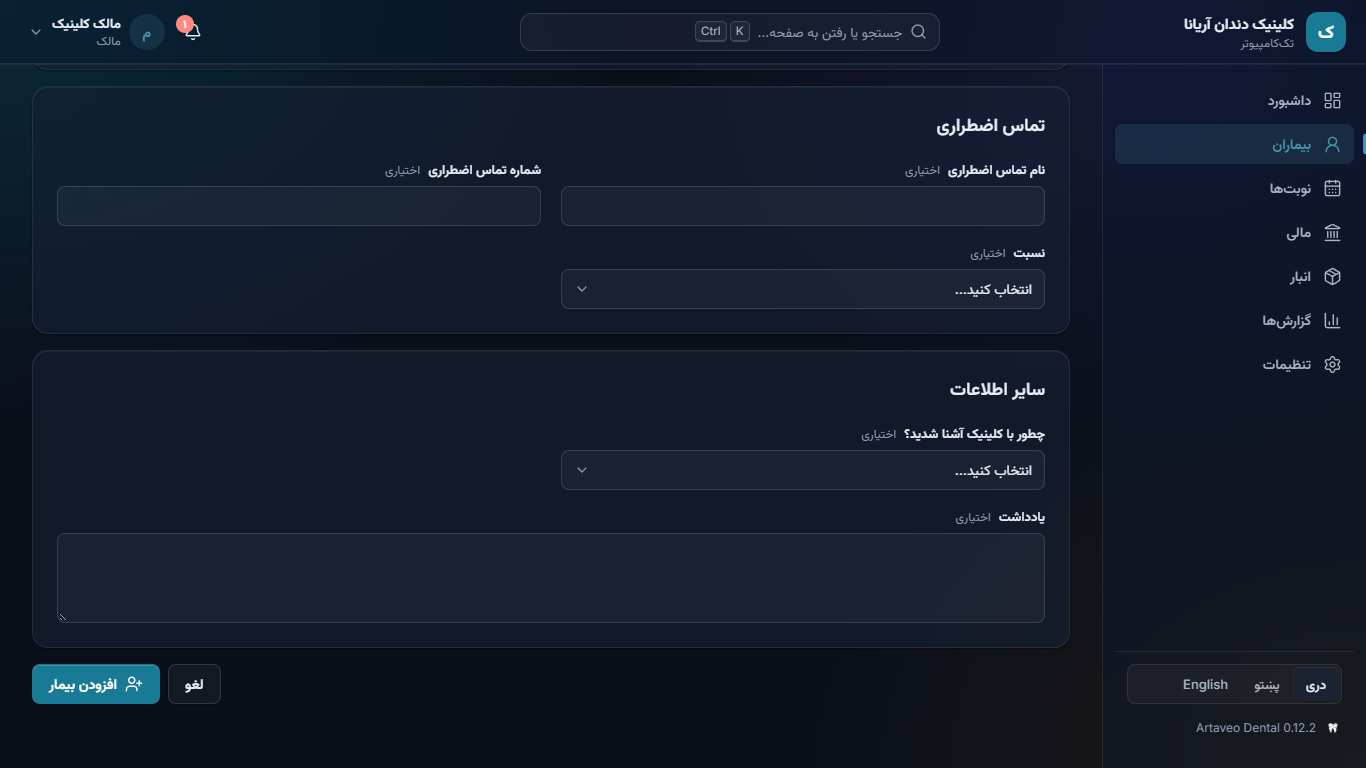 کلینیک دندان آریانا
تک‌کامپیوتر
ک
جستجو یا رفتن به صفحه...
Ctrl K
۱
م
مالک کلینیک
مالک
داشبورد
بیماران
نوبت‌ها
مالی
انبار
گزارش‌ها
تنظیمات
تماس اضطراری
نام تماس اضطراری اختیاری
شماره تماس اضطراری اختیاری
نسبت اختیاری
انتخاب کنید...
سایر اطلاعات
چطور با کلینیک آشنا شدید؟ اختیاری
انتخاب کنید...
یادداشت اختیاری
لغو
افزودن بیمار
دری پښتو English
Artaveo Dental 0.12.2